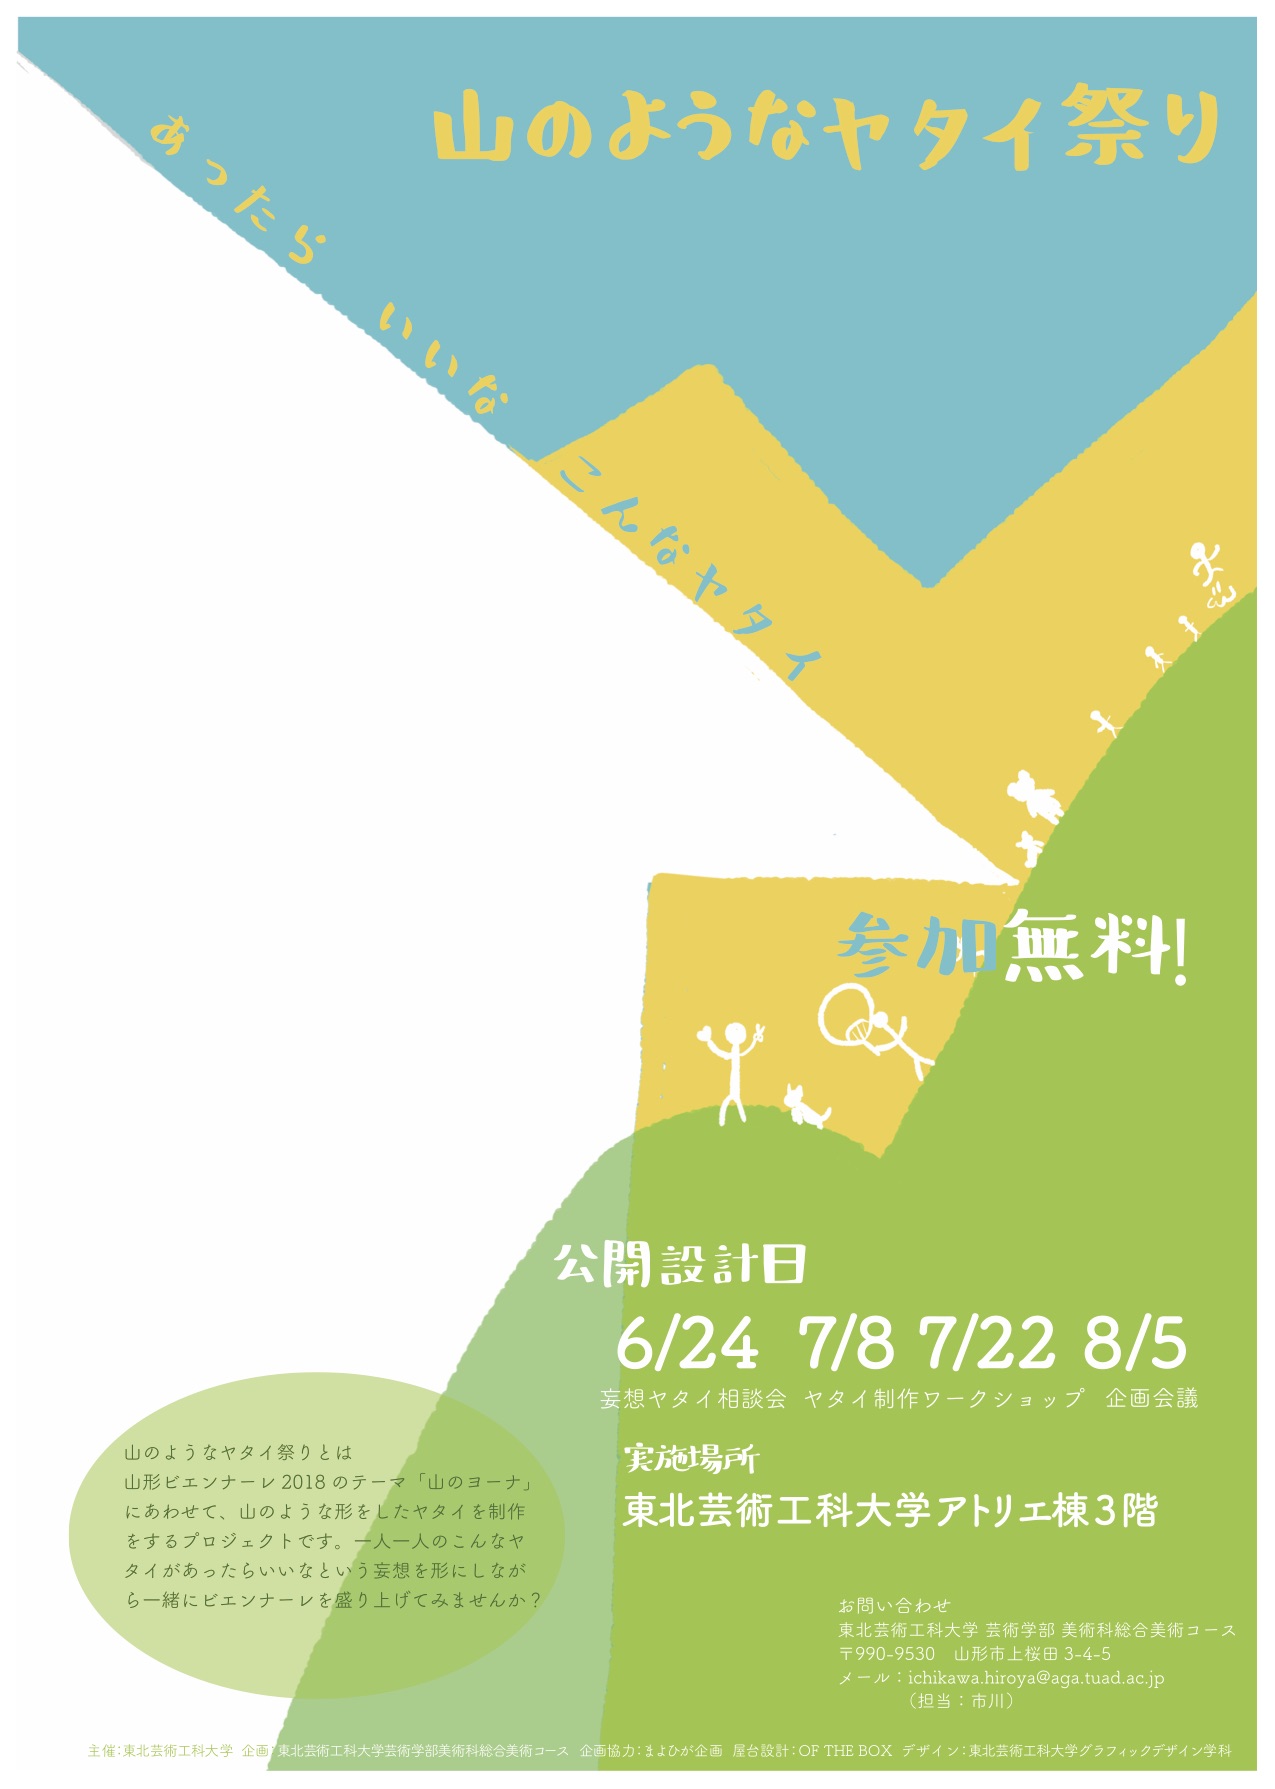 山のようなヤタイ祭り
あったら いいな
こんなヤタイ
参加無料!
公開設計日
6/24 7/8 7/22 8/5
妄想ヤタイ相談会 ヤタイ制作ワークショップ 企画会議
実施場所
東北芸術工科大学アトリエ棟3階
山のようなヤタイ祭りとは
山形ビエンナーレ2018のテーマ「山のヨーナ」
にあわせて、山のような形をしたヤタイを制作
をするプロジェクトです。一人一人のこんなヤ
タイがあったらいいなという妄想を形にしなが
ら一緒にビエンナーレを盛り上げてみませんか？
お問い合わせ
東北芸術工科大学 芸術学部 美術科総合美術コース
〒990-9530 山形市上桜田 3-4-5
メール：ichikawa.hiroya@aga.tuad.ac.jp
（担当：市川）
主催：東北芸術工科大学 企画：東北芸術工科大学芸術学部美術科総合美術コース 企画協力：まよひが企画 屋台設計：OF THE BOX デザイン：東北芸術工科大学グラフィックデザイン学科